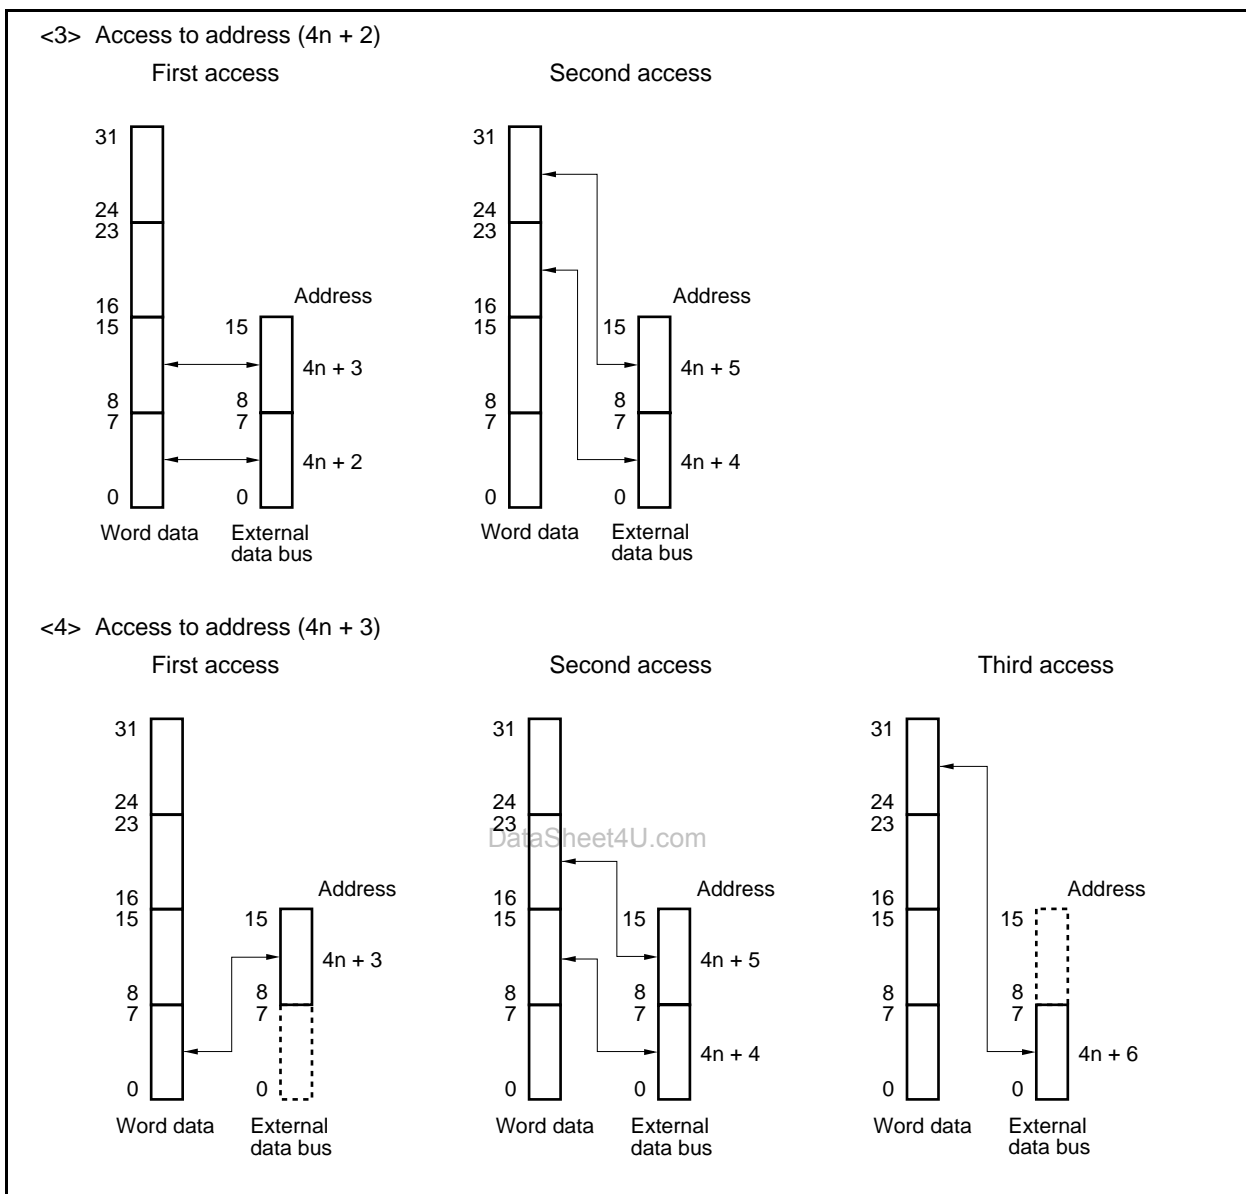 <3> Access to address (4n + 2)
First access
Second access
31
24
23
16
15
8
7
0
Address
15
8
7
0
4n + 3
4n + 2
Word data
External
data bus
31
24
23
16
15
8
7
0
Address
15
8
7
0
4n + 5
4n + 4
Word data
External
data bus
<4> Access to address (4n + 3)
First access
Second access
Third access
31
24
23
16
15
8
7
0
Address
15
8
7
0
4n + 3
Word data
External
data bus
31
24
23
16
15
8
7
0
DataSheet4U.com
Address
15
8
7
0
4n + 5
4n + 4
Word data
External
data bus
31
24
23
16
15
8
7
0
Address
15
8
7
0
4n + 6
Word data
External
data bus